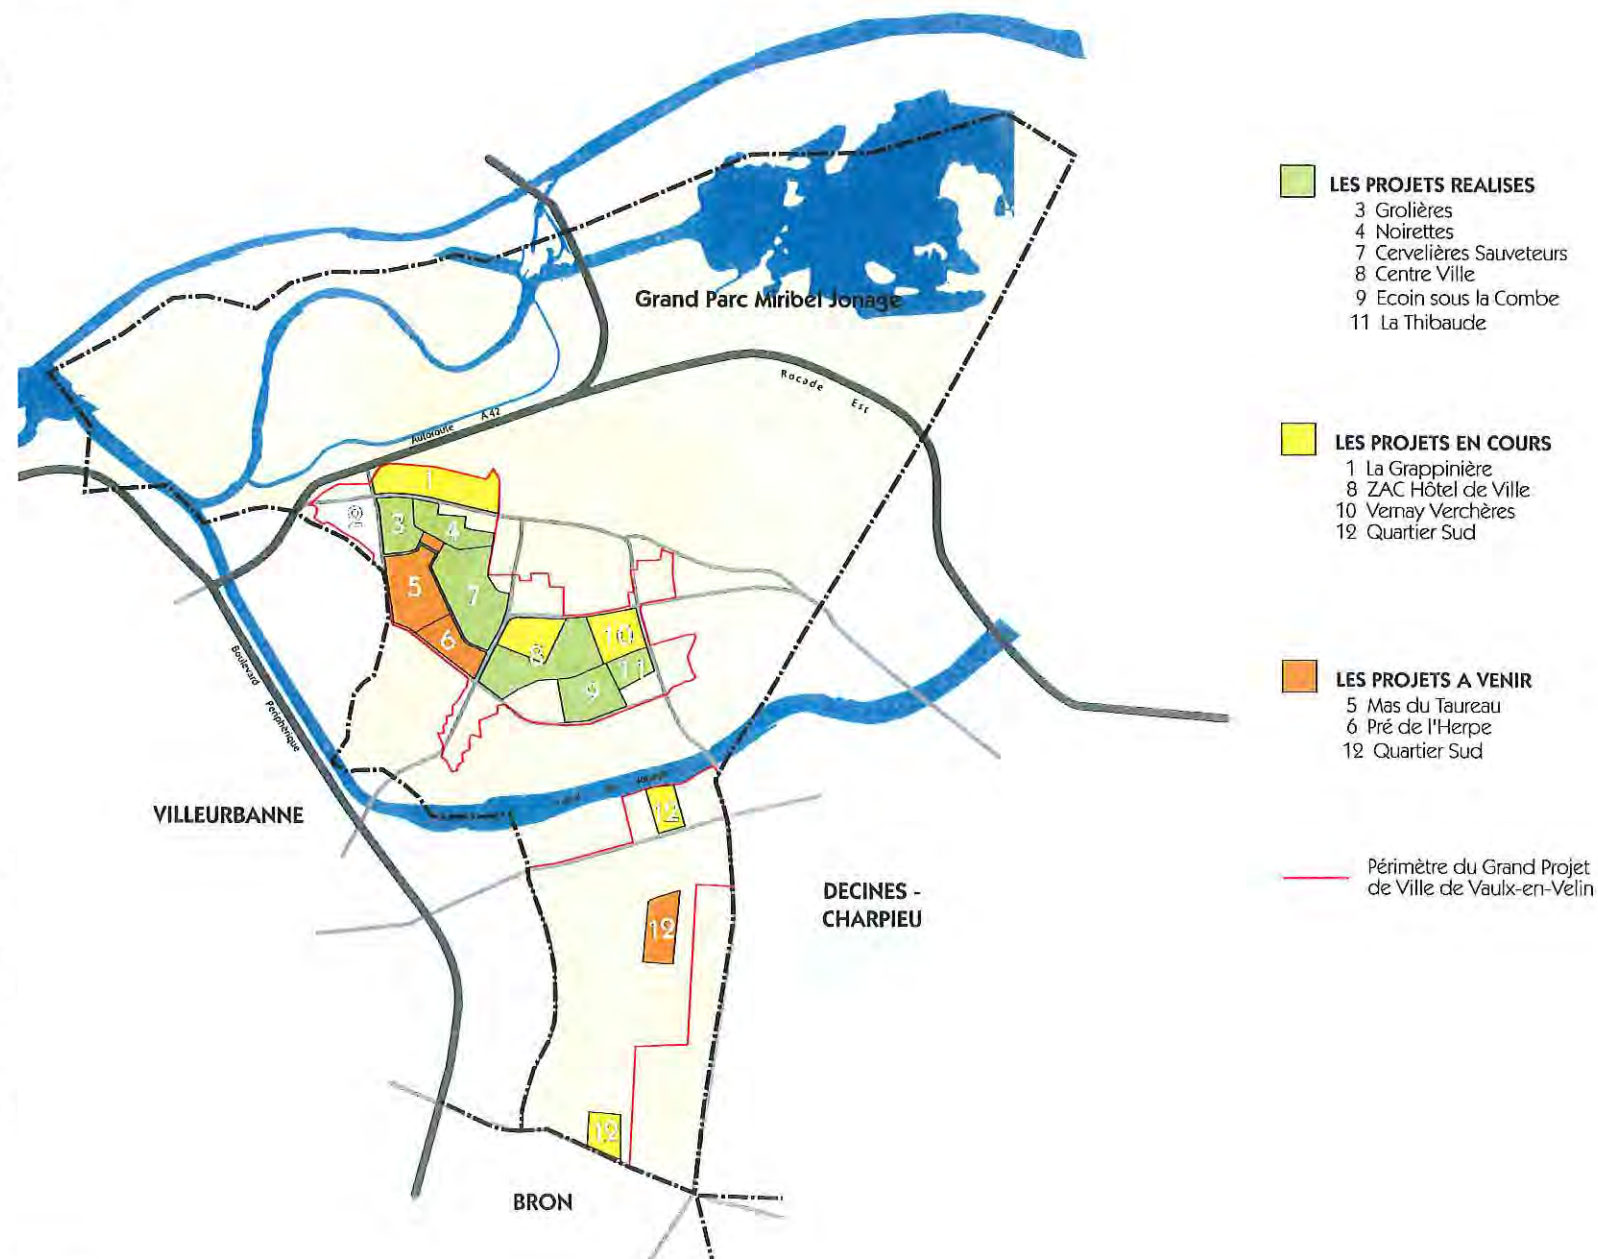 Grand Parc Miribel Jonage
Rocade Est
Autoroute A 42
1
2
3
4
5
7
6
8
10
11
9
Boulevard Périphérique
12
VILLEURBANNE
DECINES -
CHARPIEU
12
12
BRON
LES PROJETS REALISES
3 Grolières
4 Noirettes
7 Cervelières Sauveteurs
8 Centre Ville
9 Ecoin sous la Combe
11 La Thibaude
LES PROJETS EN COURS
1 La Grappinière
8 ZAC Hôtel de Ville
10 Vernay Verchères
12 Quartier Sud
LES PROJETS A VENIR
5 Mas du Taureau
6 Pré de l'Herpe
12 Quartier Sud
Périmètre du Grand Projet
de Ville de Vaulx-en-Velin